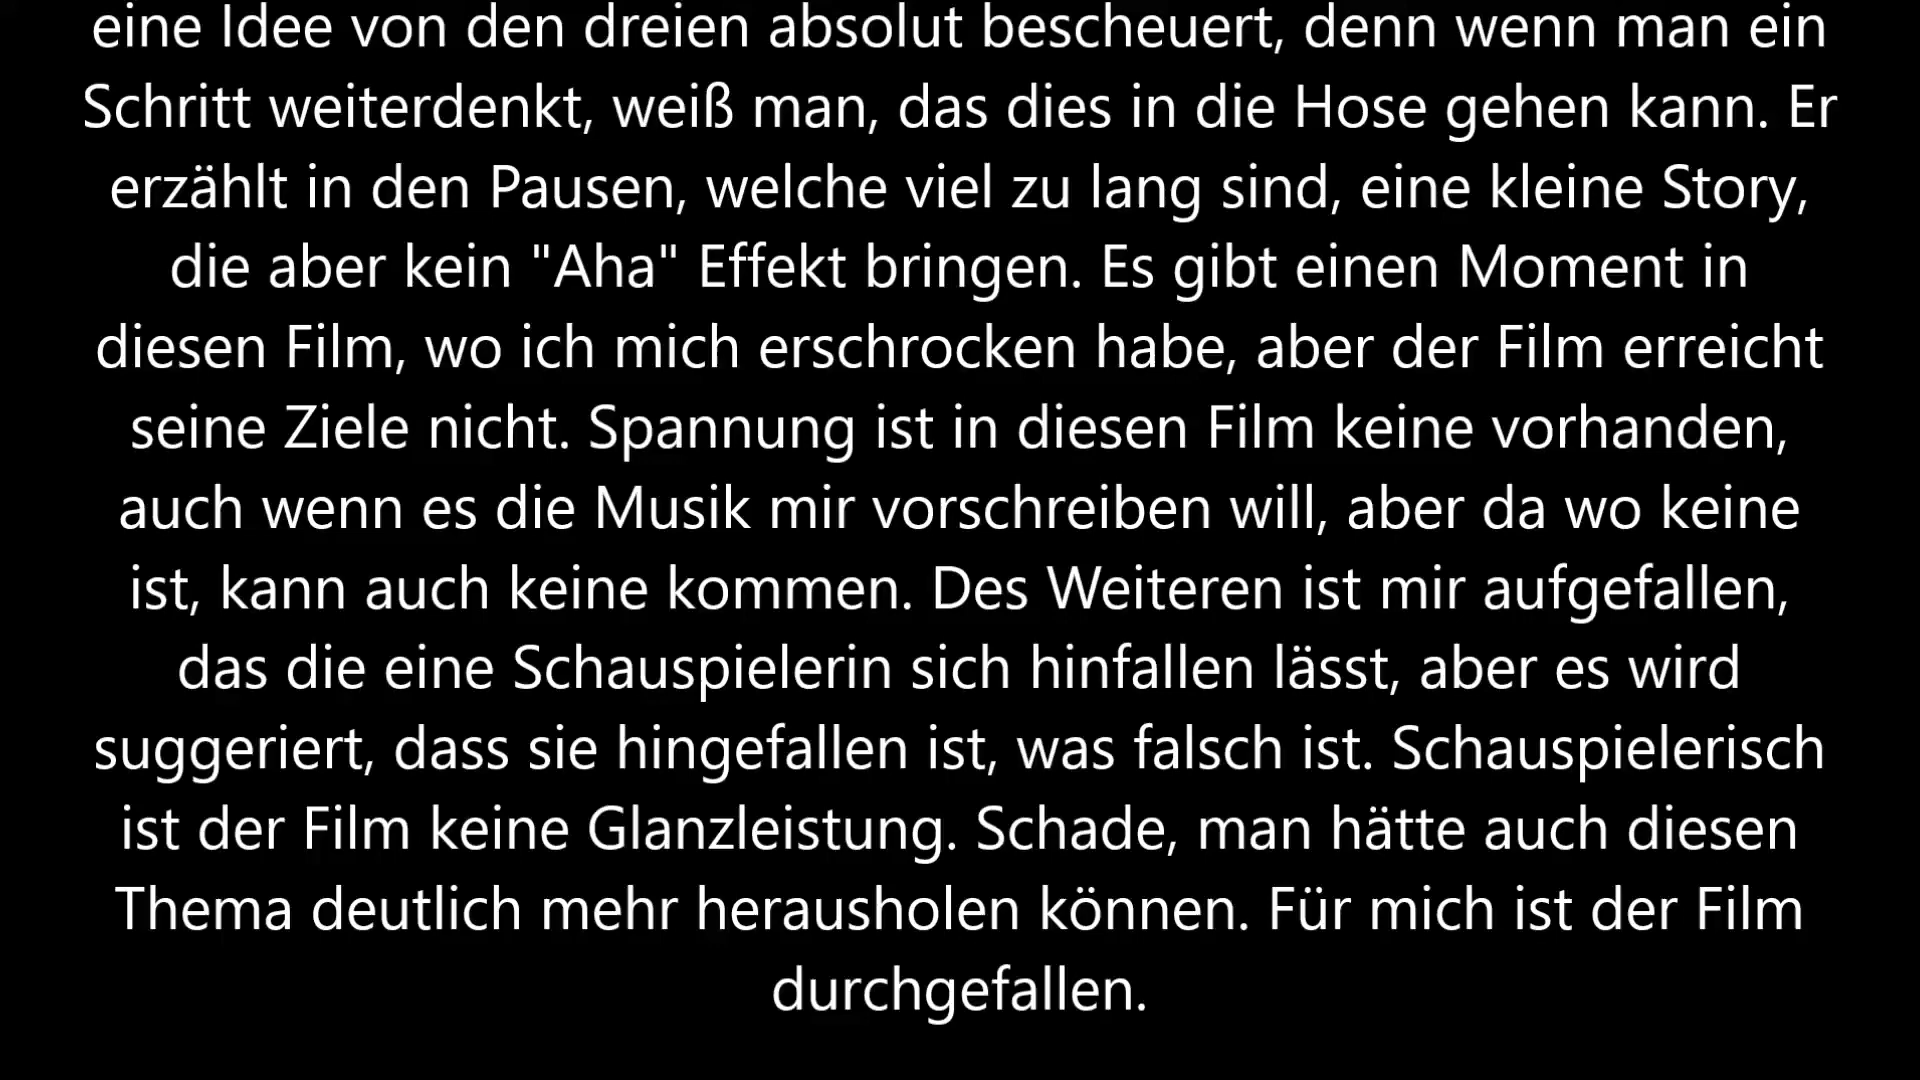 eine Idee von den dreien absolut bescheuert, denn wenn man ein
Schritt weiterdenkt, weiß man, das dies in die Hose gehen kann. Er
erzählt in den Pausen, welche viel zu lang sind, eine kleine Story,
die aber kein "Aha" Effekt bringen. Es gibt einen Moment in
diesen Film, wo ich mich erschrocken habe, aber der Film erreicht
seine Ziele nicht. Spannung ist in diesen Film keine vorhanden,
auch wenn es die Musik mir vorschreiben will, aber da wo keine
ist, kann auch keine kommen. Des Weiteren ist mir aufgefallen,
das die eine Schauspielerin sich hinfallen lässt, aber es wird
suggeriert, dass sie hingefallen ist, was falsch ist. Schauspielerisch
ist der Film keine Glanzleistung. Schade, man hätte auch diesen
Thema deutlich mehr herausholen können. Für mich ist der Film
durchgefallen.